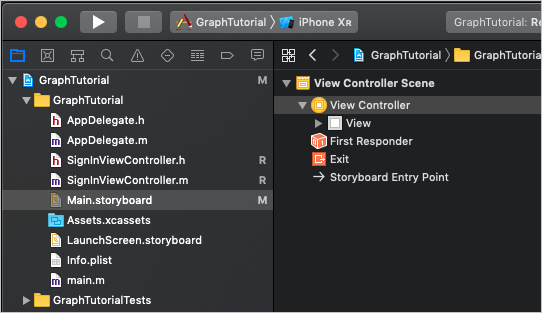 GraphTutorial iPhone XR
GraphTutorial: Re
GraphTutorial M
GraphTutorial
AppDelegate.h
AppDelegate.m
SignInViewController.h R
SignInViewController.m R
Main.storyboard M
Assets.xcassets
LaunchScreen.storyboard
Info.plist
main.m
GraphTutorialTests
GraphTutorial GraphTutorial
View Controller Scene
View Controller
View
First Responder
Exit
Storyboard Entry Point